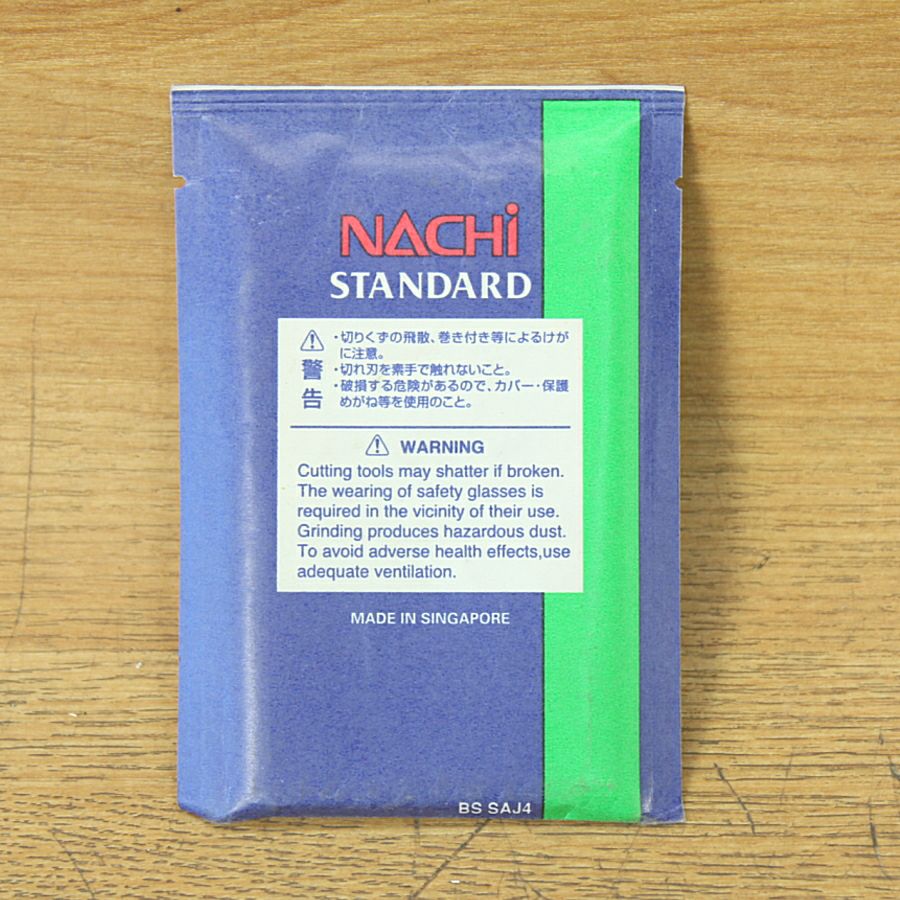 NACHi
STANDARD
・切りくずの飛散、巻き付き等によるけが
に注意。
警告
・切れ刃を素手で触れないこと。
・破損する危険があるので、カバー・保護
めがね等を使用のこと。
WARNING
Cutting tools may shatter if broken.
The wearing of safety glasses is
required in the vicinity of their use.
Grinding produces hazardous dust.
To avoid adverse health effects,use
adequate ventilation.
MADE IN SINGAPORE
BS SAJ4